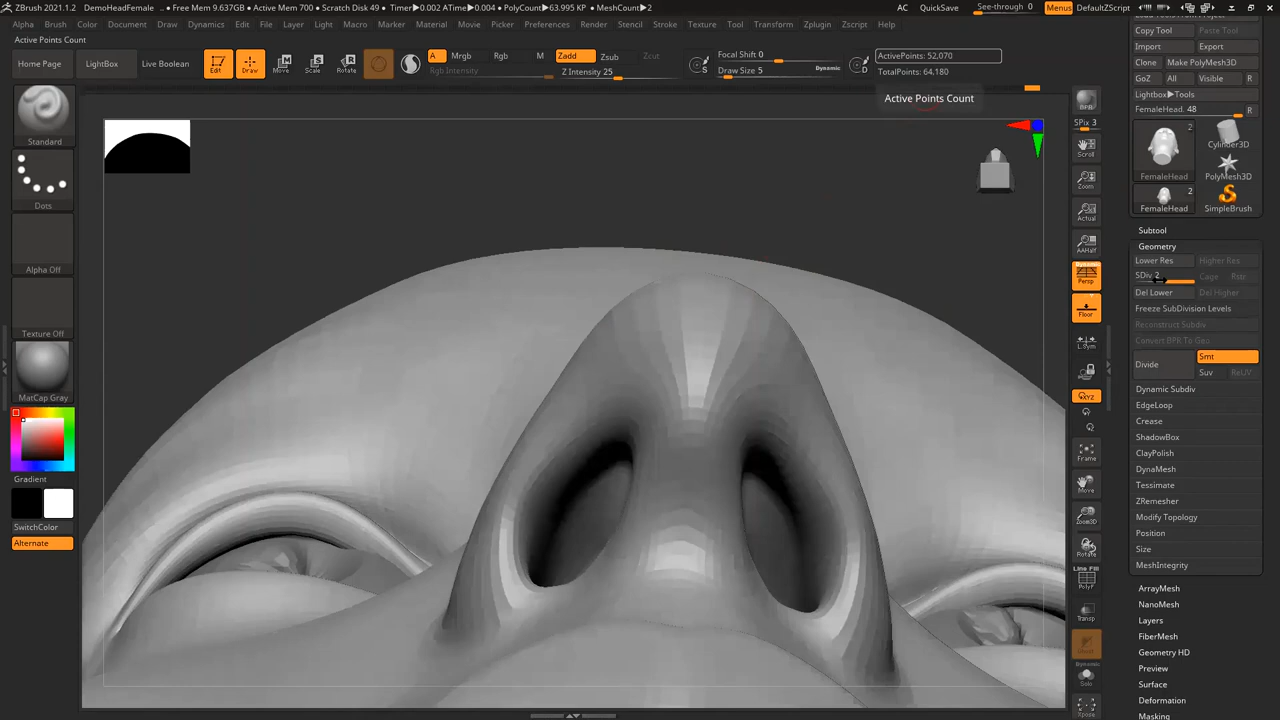 ZBrush 2021.1.2 DemoHeadFemale .. • Free Mem 9.637GB • Active Mem 700 • Scratch Disk 49 • Timer▶0.002 ATime▶0.004 • PolyCount▶63.995 KP • MeshCount▶2 AC QuickSave See-through 0 Menus DefaultZScript
Alpha Brush Color Document Draw Dynamics Edit File Layer Light Macro Marker Material Movie Picker Preferences Render Stencil Stroke Texture Tool Transform Zplugin Zscript Help
Active Points Count
Copy Tool Paste Tool
Import Export
Clone Make PolyMesh3D
GoZ All Visible R
Lightbox▶Tools
FemaleHead. 48 R
Home Page LightBox Live Boolean Edit Draw Move Scale Rotate A Mrgb Rgb M Zadd Zsub Zcut
Rgb Intensity Z Intensity 25
S Focal Shift 0
Draw Size 5 Dynamic
D ActivePoints: 52,070
TotalPoints: 64,180
Active Points Count
Standard
Dots
Alpha Off
Texture Off
MatCap Gray
Gradient
SwitchColor
Alternate
BPR
SPix 3
Scroll
Zoom
Actual
AAHalf
Dynamic
Persp
Floor
L.Sym
XYZ
Frame
Move
Zoom3D
Rotate
Line Fill
PolyF
Transp
Dynamic
Solo
Xpose
2
FemaleHead
Cylinder3D
PolyMesh3D
2
FemaleHead
SimpleBrush
Subtool
Geometry
Lower Res Higher Res
SDiv 2 Cage Rstr
Del Lower Del Higher
Freeze SubDivision Levels
Reconstruct Subdiv
Convert BPR To Geo
Divide Smt
Suv ReUV
Dynamic Subdiv
EdgeLoop
Crease
ShadowBox
ClayPolish
DynaMesh
Tessimate
ZRemesher
Modify Topology
Position
Size
MeshIntegrity
ArrayMesh
NanoMesh
Layers
FiberMesh
Geometry HD
Preview
Surface
Deformation
Masking